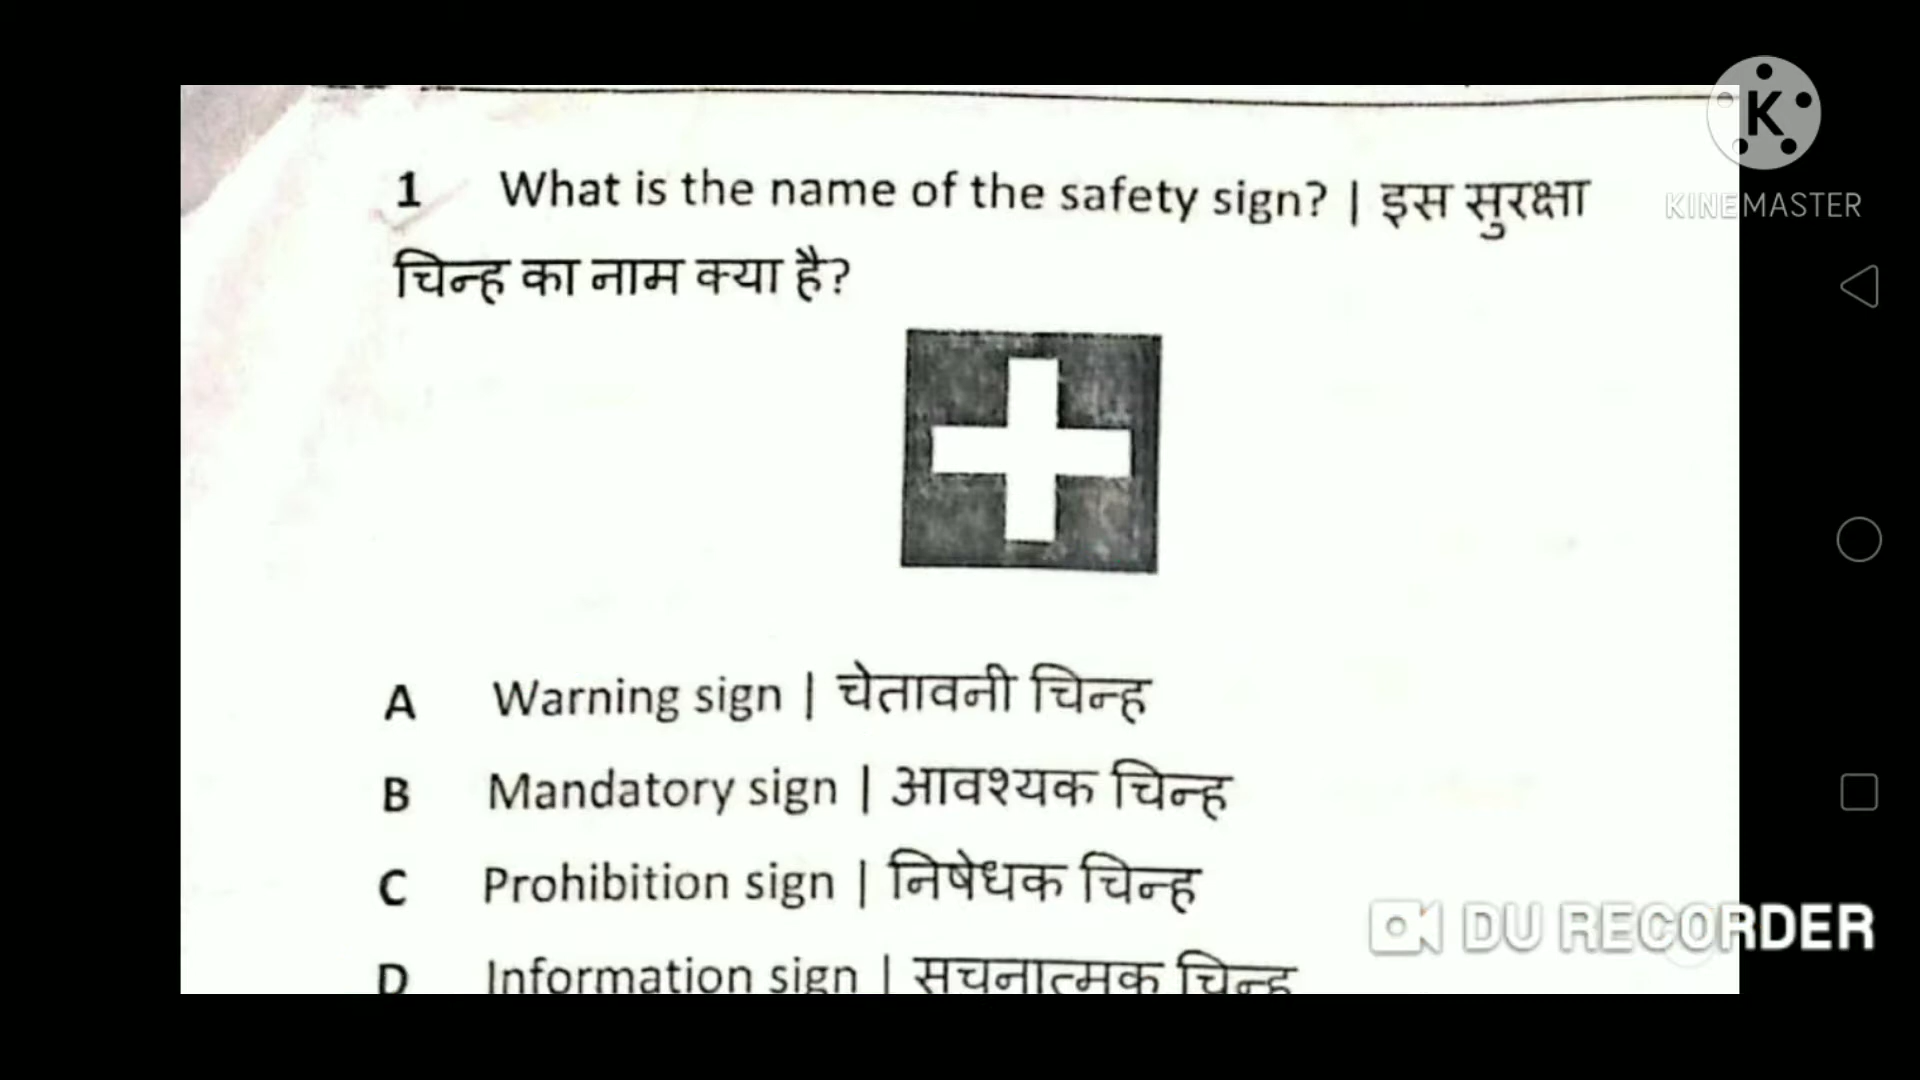 1 What is the name of the safety sign? | इस सुरक्षा
चिन्ह का नाम क्या है?
A Warning sign | चेतावनी चिन्ह
B Mandatory sign | आवश्यक चिन्ह
C Prohibition sign | निषेधक चिन्ह
D Information sign | सूचनात्मक चिन्ह
K
KINEMASTER
DU RECORDER